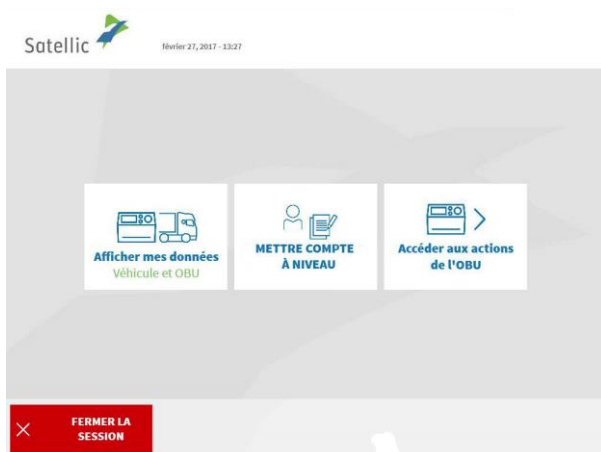 Satellic
février 27, 2017 - 13:27
Afficher mes données
Véhicule et OBU
METTRE COMPTE
À NIVEAU
Accéder aux actions
de l'OBU
FERMER LA
SESSION